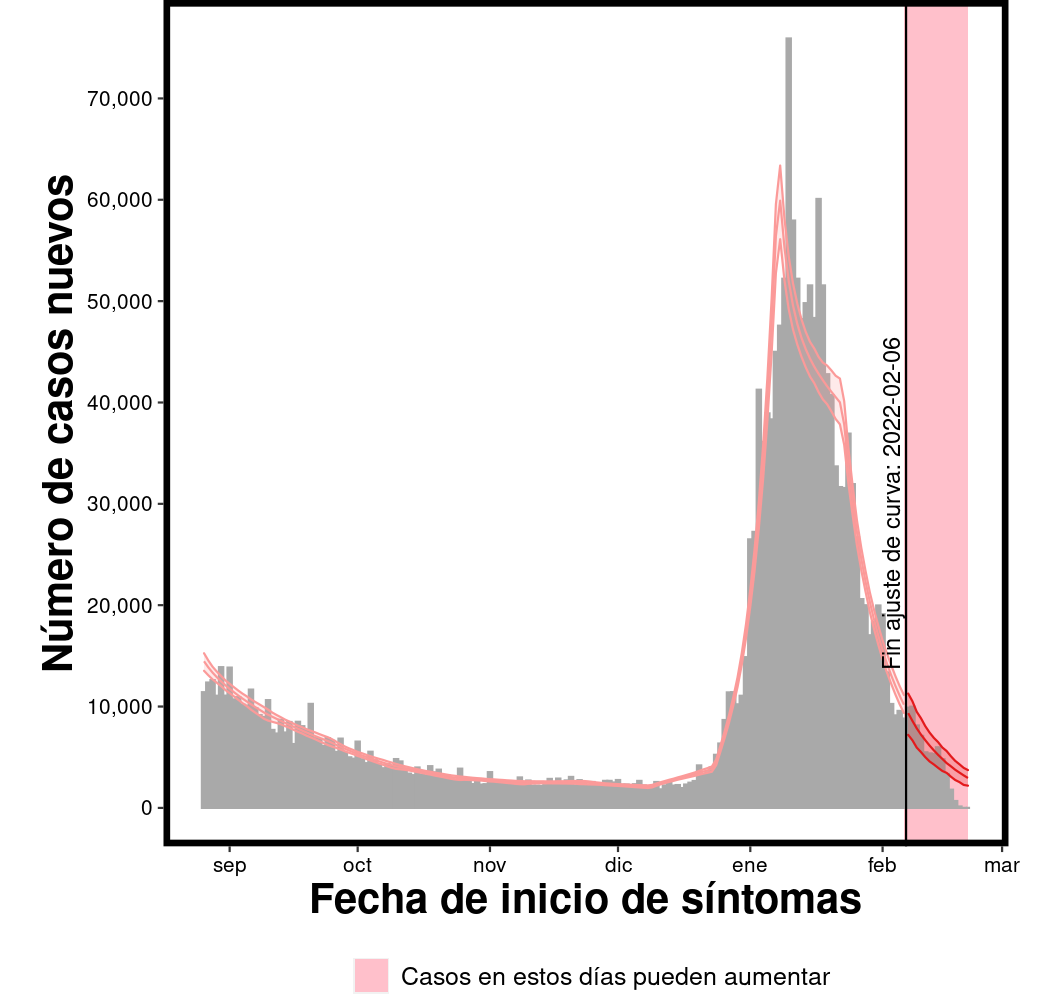 Número de casos nuevos
70,000
60,000
50,000
40,000
30,000
20,000
10,000
0
Fin ajuste de curva: 2022-02-06
sep oct nov dic ene feb mar
Fecha de inicio de síntomas
Casos en estos días pueden aumentar